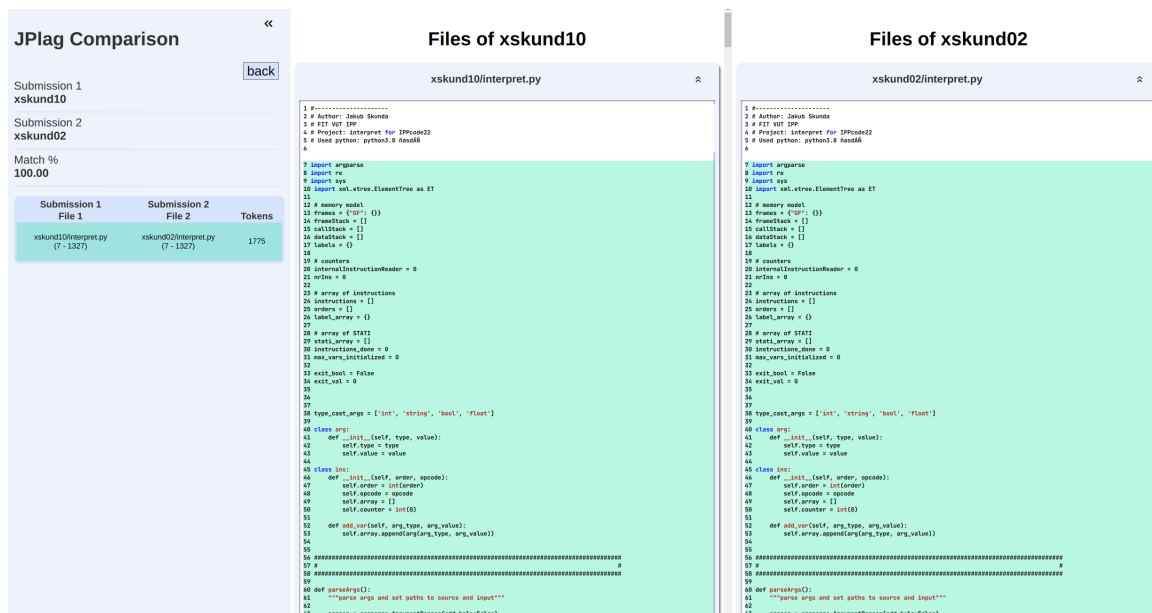 «
JPlag Comparison
back
Submission 1
xskund10
Submission 2
xskund02
Match %
100.00
Submission 1 File 1 Submission 2 File 2 Tokens
xskund10/interpret.py (7 - 1327) xskund02/interpret.py (7 - 1327) 1775
Files of xskund10
xskund10/interpret.py
1 #---------------------
2 # Author: Jakub Skunda
3 # FIT VUT IPP
4 # Project: interpret for IPPcode22
5 # Used python: python3.8 ñasdÁÑ
6
7 import argparse
8 import re
9 import sys
10 import xml.etree.ElementTree as ET
11
12 # memory model
13 frames = {"GF": {}}
14 frameStack = []
15 callStack = []
16 dataStack = []
17 labels = {}
18
19 # counters
20 internalInstructionReader = 0
21 nrIns = 0
22
23 # array of instructions
24 instructions = []
25 orders = []
26 label_array = {}
27
28 # array of STATI
29 stati_array = []
30 instructions_done = 0
31 max_vars_initialized = 0
32
33 exit_bool = False
34 exit_val = 0
35
36
37
38 type_cast_args = ['int', 'string', 'bool', 'float']
39
40 class arg:
41     def __init__(self, type, value):
42         self.type = type
43         self.value = value
44
45 class ins:
46     def __init__(self, order, opcode):
47         self.order = int(order)
48         self.opcode = opcode
49         self.array = []
50         self.counter = int(0)
51
52     def add_var(self, arg_type, arg_value):
53         self.array.append(arg(arg_type, arg_value))
54
55
56 #####################################################################################
57 #                                                                                   #
58 #####################################################################################
59
60 def parseArgs():
61     """parse args and set paths to source and input"""
62
Files of xskund02
xskund02/interpret.py
1 #---------------------
2 # Author: Jakub Skunda
3 # FIT VUT IPP
4 # Project: interpret for IPPcode22
5 # Used python: python3.8 ñasdÁÑ
6
7 import argparse
8 import re
9 import sys
10 import xml.etree.ElementTree as ET
11
12 # memory model
13 frames = {"GF": {}}
14 frameStack = []
15 callStack = []
16 dataStack = []
17 labels = {}
18
19 # counters
20 internalInstructionReader = 0
21 nrIns = 0
22
23 # array of instructions
24 instructions = []
25 orders = []
26 label_array = {}
27
28 # array of STATI
29 stati_array = []
30 instructions_done = 0
31 max_vars_initialized = 0
32
33 exit_bool = False
34 exit_val = 0
35
36
37
38 type_cast_args = ['int', 'string', 'bool', 'float']
39
40 class arg:
41     def __init__(self, type, value):
42         self.type = type
43         self.value = value
44
45 class ins:
46     def __init__(self, order, opcode):
47         self.order = int(order)
48         self.opcode = opcode
49         self.array = []
50         self.counter = int(0)
51
52     def add_var(self, arg_type, arg_value):
53         self.array.append(arg(arg_type, arg_value))
54
55
56 #####################################################################################
57 #                                                                                   #
58 #####################################################################################
59
60 def parseArgs():
61     """parse args and set paths to source and input"""
62